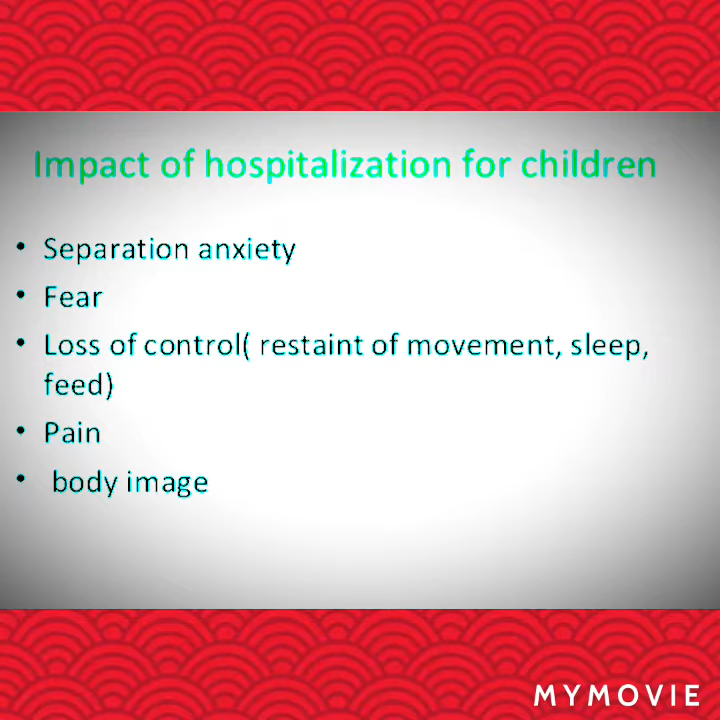 Impact of hospitalization for children
• Separation anxiety
• Fear
• Loss of control( restaint of movement, sleep,
feed)
• Pain
• body image
MYMOVIE